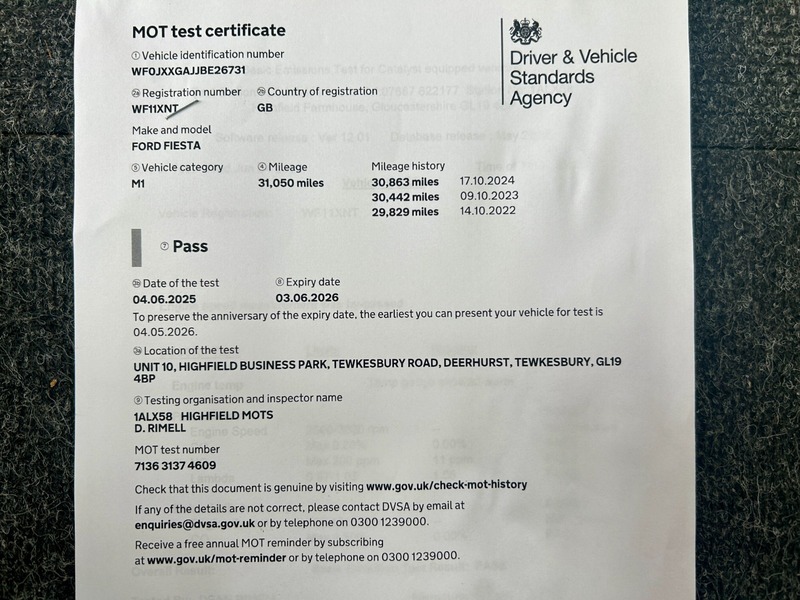 MOT test certificate
① Vehicle identification number
WF0JXXGAJJBE26731
Registration number
Country of registration
WF11XNT
GB
Make and model
FORD FIESTA
⑤ Vehicle category
④ Mileage
Mileage history
M1
31,050 miles
30,863 miles 17.10.2024
30,442 miles 09.10.2023
29,829 miles 14.10.2022
Driver & Vehicle
Standards
Agency
⑦ Pass
Date of the test
⑧ Expiry date
04.06.2025
03.06.2026
To preserve the anniversary of the expiry date, the earliest you can present your vehicle for test is
04.05.2026.
Location of the test
UNIT 10, HIGHFIELD BUSINESS PARK, TEWKESBURY ROAD, DEERHURST, TEWKESBURY, GL19
4BP
⑨ Testing organisation and inspector name
1ALX58 HIGHFIELD MOTS
D. RIMELL
MOT test number
7136 3137 4609
Check that this document is genuine by visiting www.gov.uk/check-mot-history
If any of the details are not correct, please contact DVSA by email at
enquiries@dvsa.gov.uk or by telephone on 0300 1239000.
Receive a free annual MOT reminder by subscribing
at www.gov.uk/mot-reminder or by telephone on 0300 1239000.